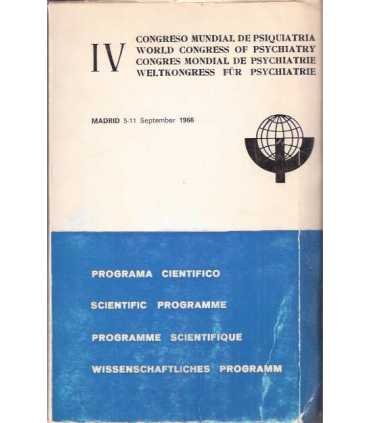 IV
CONGRESO MUNDIAL DE PSIQUIATRIA
WORLD CONGRESS OF PSYCHIATRY
CONGRES MONDIAL DE PSYCHIATRIE
WELTKONGRESS FÜR PSYCHIATRIE
MADRID 5-11 September 1966
PROGRAMA CIENTIFICO
SCIENTIFIC PROGRAMME
PROGRAMME SCIENTIFIQUE
WISSENSCHAFTLICHES PROGRAMM